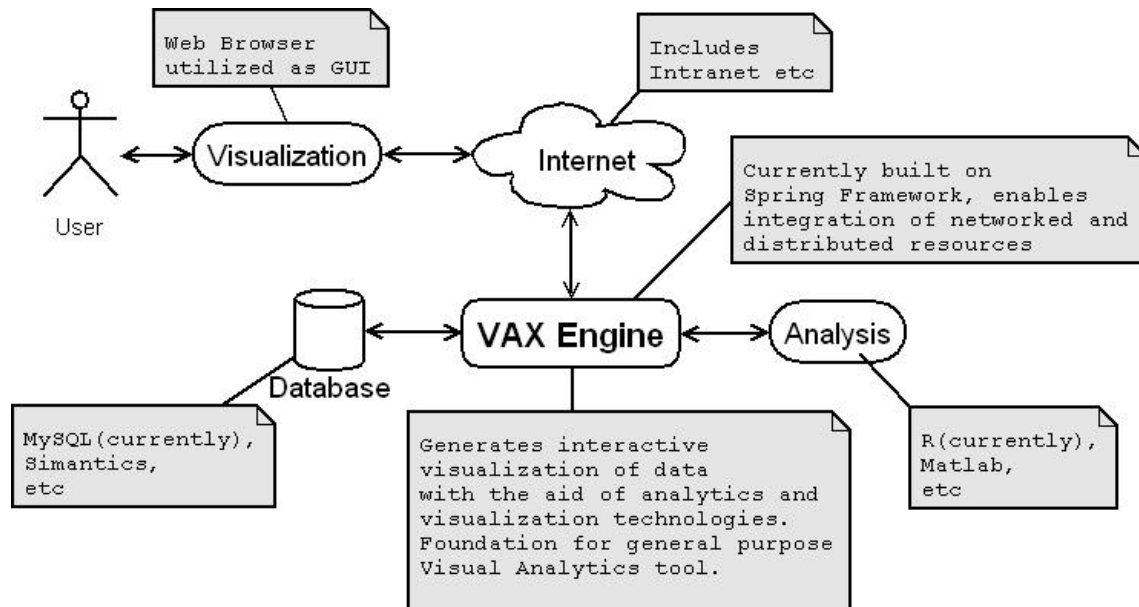 Web Browser
utilized as GUI
Includes
Intranet etc
Visualization
Internet
User
Currently built on
Spring Framework, enables
integration of networked and
distributed resources
VAX Engine
Analysis
Database
MySQL(currently),
Simantics,
etc
Generates interactive
visualization of data
with the aid of analytics and
visualization technologies.
Foundation for general purpose
Visual Analytics tool.
R(currently),
Matlab,
etc